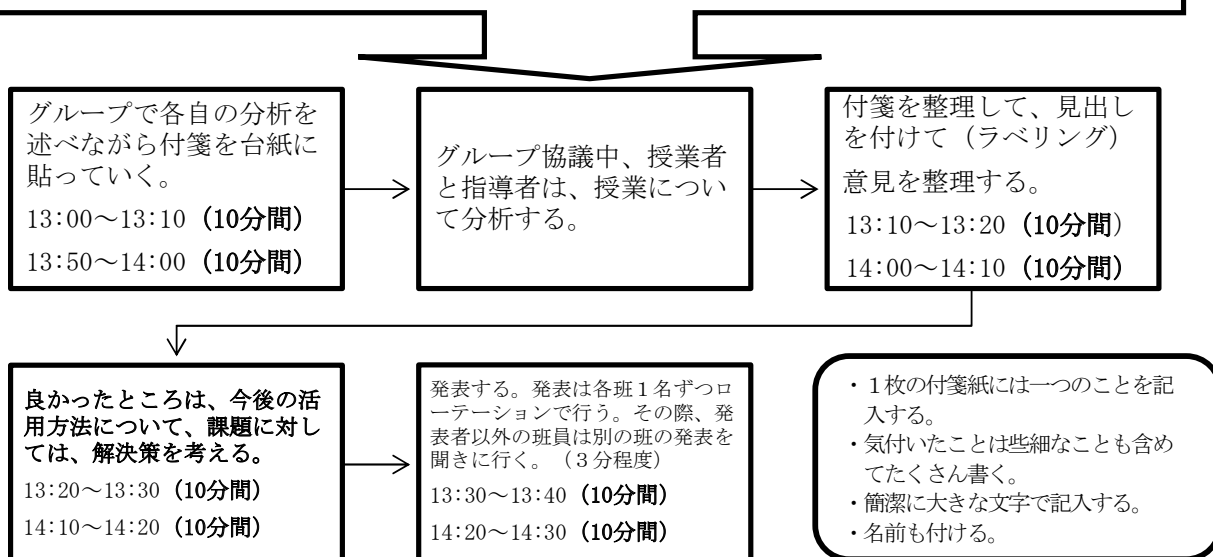 グループで各自の分析を
述べながら付箋を台紙に
貼っていく。
13:00～13:10（10分間）
13:50～14:00（10分間）
グループ協議中、授業者
と指導者は、授業につい
て分析する。
付箋を整理して、見出し
を付けて（ラベリング）
意見を整理する。
13:10～13:20（10分間）
14:00～14:10（10分間）
良かったところは、今後の活
用方法について、課題に対し
ては、解決策を考える。
13:20～13:30（10分間）
14:10～14:20（10分間）
発表する。発表は各班１名ずつロ
ーテーションで行う。その際、発
表者以外の班員は別の班の発表を
聞きに行く。（３分程度）
13:30～13:40（10分間）
14:20～14:30（10分間）
・１枚の付箋紙には一つのことを記
入する。
・気付いたことは些細なことも含め
てたくさん書く。
・簡潔に大きな文字で記入する。
・名前も付ける。